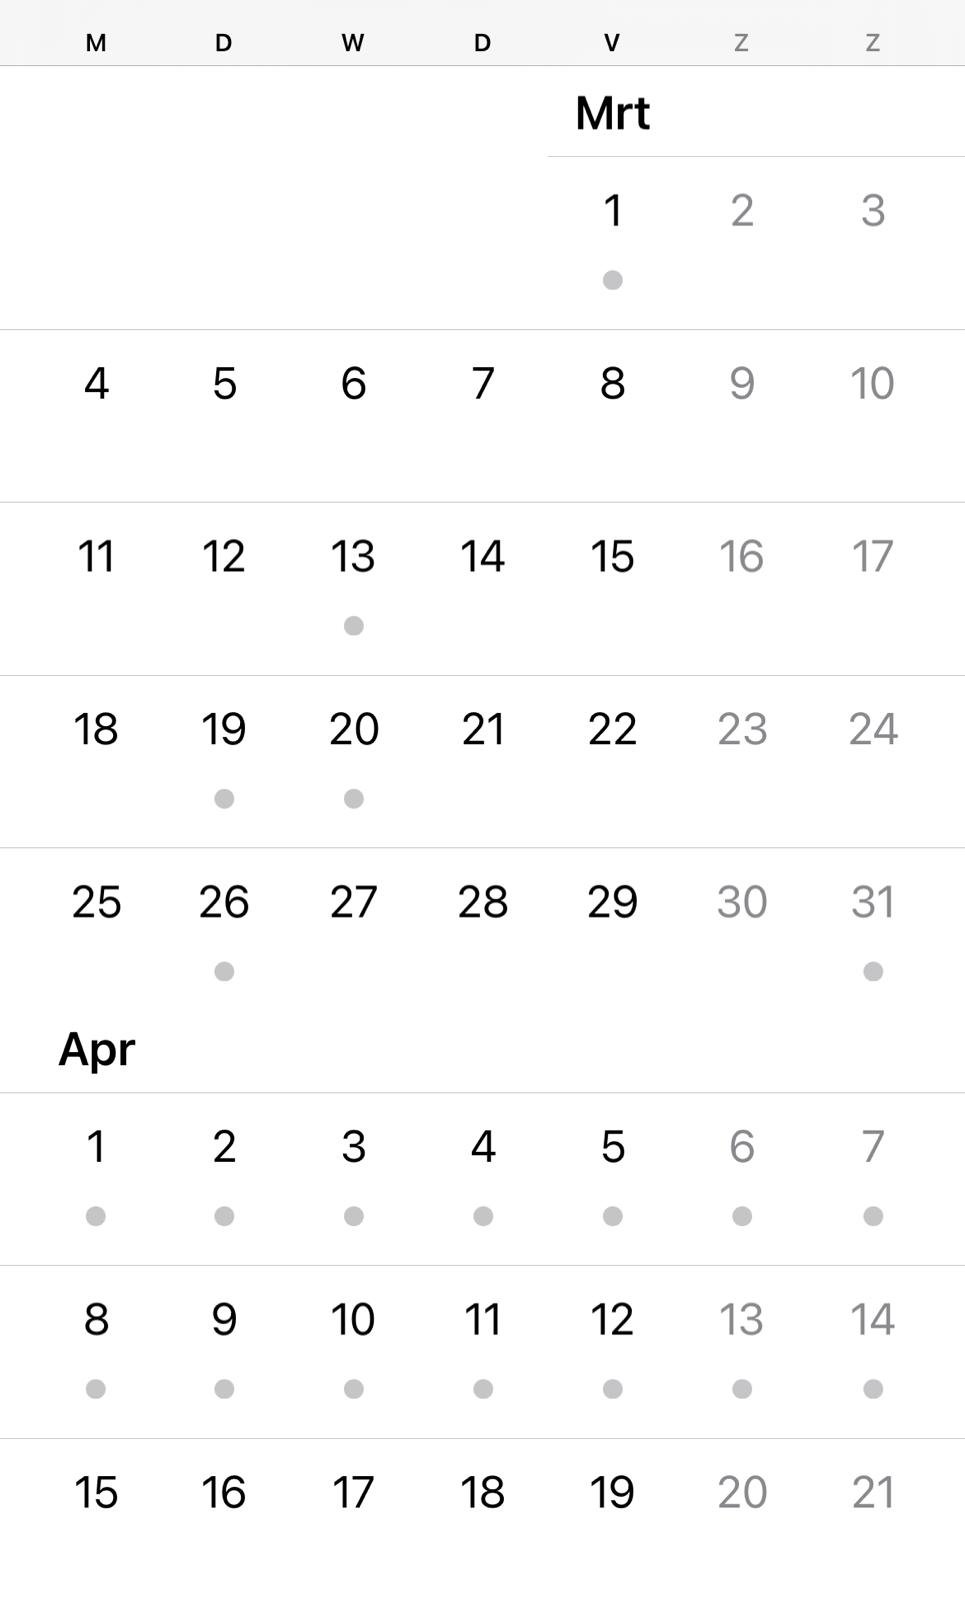 M D W D V Z Z
Mrt
1 2 3
4 5 6 7 8 9 10
11 12 13 14 15 16 17
18 19 20 21 22 23 24
25 26 27 28 29 30 31
Apr
1 2 3 4 5 6 7
8 9 10 11 12 13 14
15 16 17 18 19 20 21